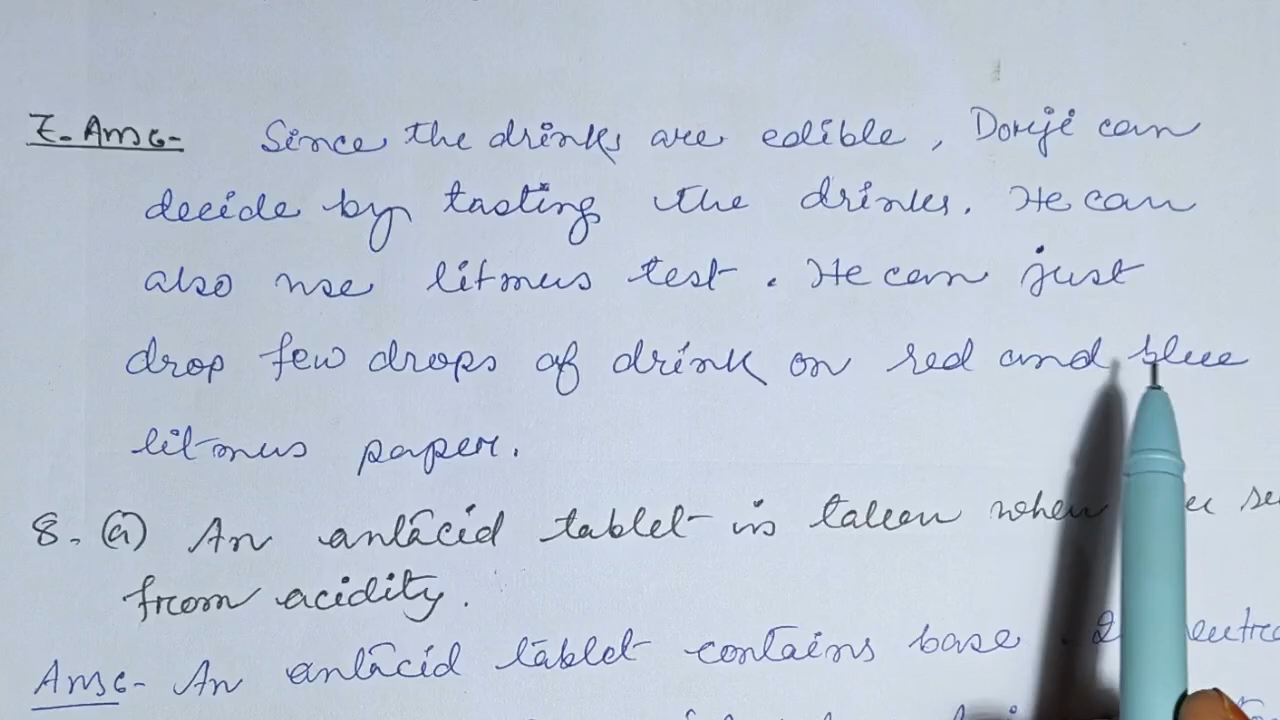 7. Ans:- Since the drinks are edible, Dorji can
decide by tasting the drinks. He can
also use litmus test. He can just
drop few drops of drink on red and blue
litmus paper.
8. (a) An antacid tablet is taken when
from acidity.
Ans:- An antacid tablet contains base.